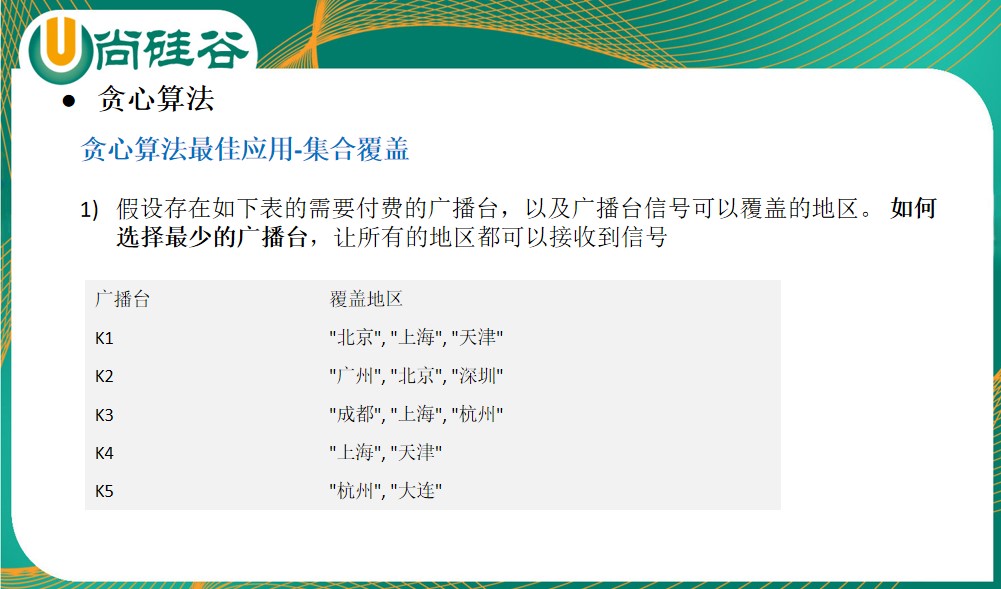 U尚硅谷
● 贪心算法
贪心算法最佳应用-集合覆盖
1) 假设存在如下表的需要付费的广播台，以及广播台信号可以覆盖的地区。 如何
选择最少的广播台，让所有的地区都可以接收到信号
广播台 覆盖地区
K1 "北京", "上海", "天津"
K2 "广州", "北京", "深圳"
K3 "成都", "上海", "杭州"
K4 "上海", "天津"
K5 "杭州", "大连"